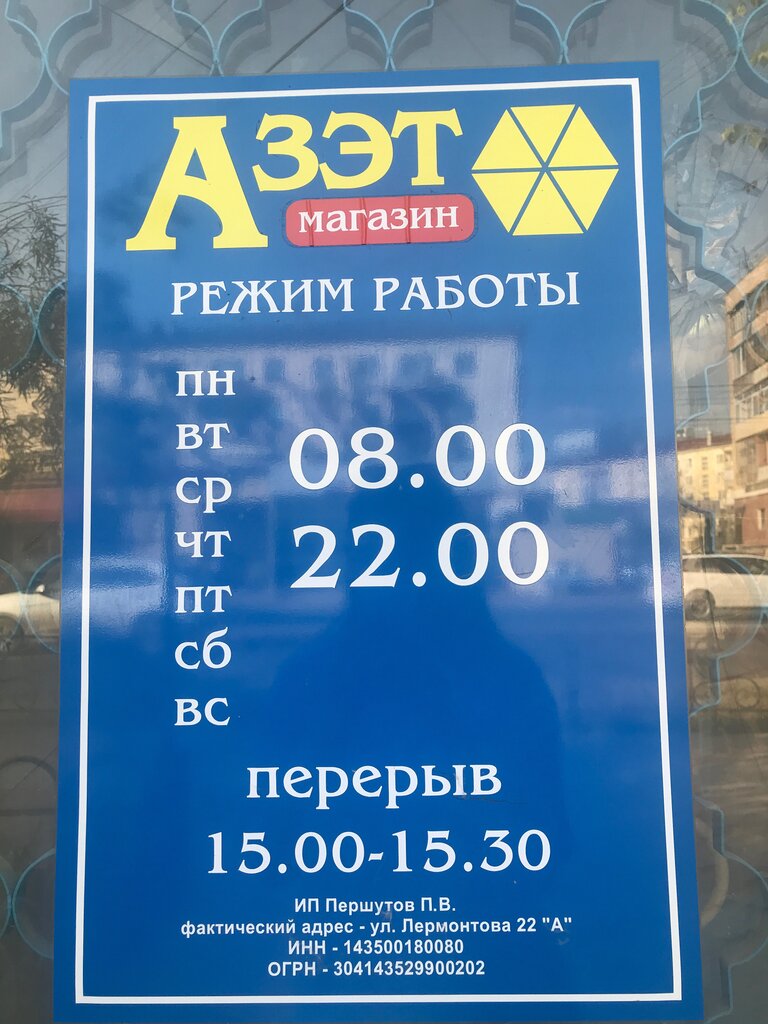 АЗЭТ
магазин
РЕЖИМ РАБОТЫ
пн
вт
08.00
ср
чт
22.00
пт
сб
вс
перерыв
15.00-15.30
ИП Першутов П.В.
фактический адрес - ул. Лермонтова 22 "А"
ИНН - 143500180080
ОГРН - 304143529900202